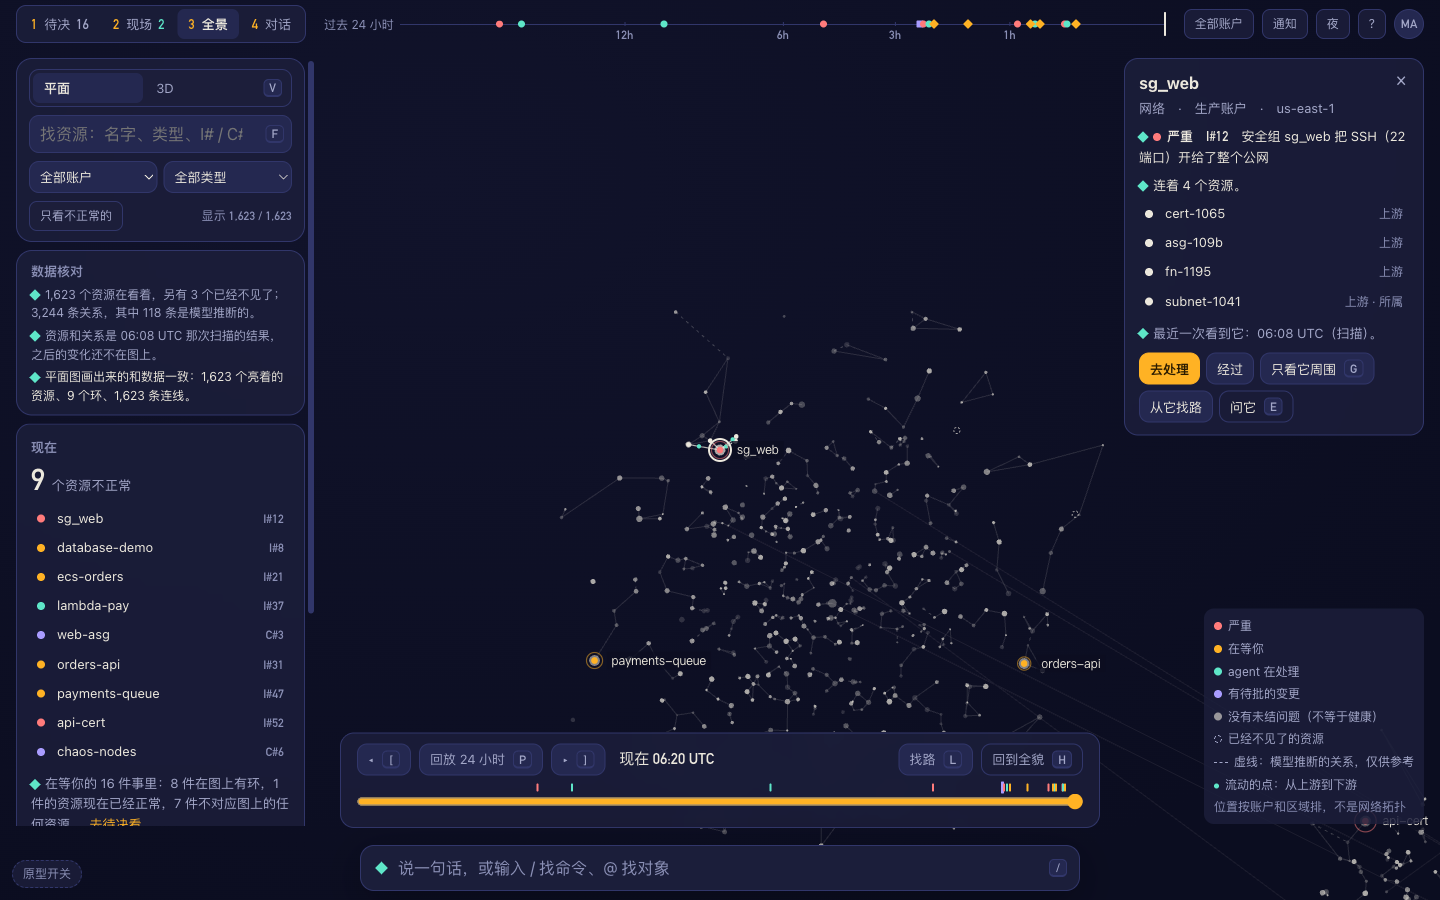 1 待决 16 2 现场 2 3 全景 4 对话
过去 24 小时
12h 6h 3h 1h
全部账户 通知 夜 ? MA
平面 3D V
找资源：名字、类型、I# / C# F
全部账户 全部类型
只看不正常的 显示 1,623 / 1,623
数据核对
1,623 个资源在看着，另有 3 个已经不见了；
3,244 条关系，其中 118 条是模型推断的。
资源和关系是 06:08 UTC 那次扫描的结果，
之后的变化还不在图上。
平面图画出来的和数据一致：1,623 个亮着的
资源、9 个环、1,623 条连线。
现在
9 个资源不正常
sg_web I#12
database-demo I#8
ecs-orders I#21
lambda-pay I#37
web-asg C#3
orders-api I#31
payments-queue I#47
api-cert I#52
chaos-nodes C#6
在等你的 16 件事里：8 件在图上有环，1
件的资源现在已经正常，7 件不对应图上的任
何资源。 去待决看
原型开关
sg_web
payments-queue
orders-api
api-cert
◂ [ 回放 24 小时 P ▸ ] 现在 06:20 UTC 找路 L 回到全貌 H
说一句话，或输入 / 找命令、@ 找对象 /
sg_web ×
网络 · 生产账户 · us-east-1
严重 I#12 安全组 sg_web 把 SSH（22
端口）开给了整个公网
连着 4 个资源。
cert-1065 上游
asg-109b 上游
fn-1195 上游
subnet-1041 上游 · 所属
最近一次看到它：06:08 UTC（扫描）。
去处理 经过 只看它周围 G
从它找路 问它 E
严重
在等你
agent 在处理
有待批的变更
没有未结问题（不等于健康）
已经不见了的资源
虚线：模型推断的关系，仅供参考
流动的点：从上游到下游
位置按账户和区域排，不是网络拓扑